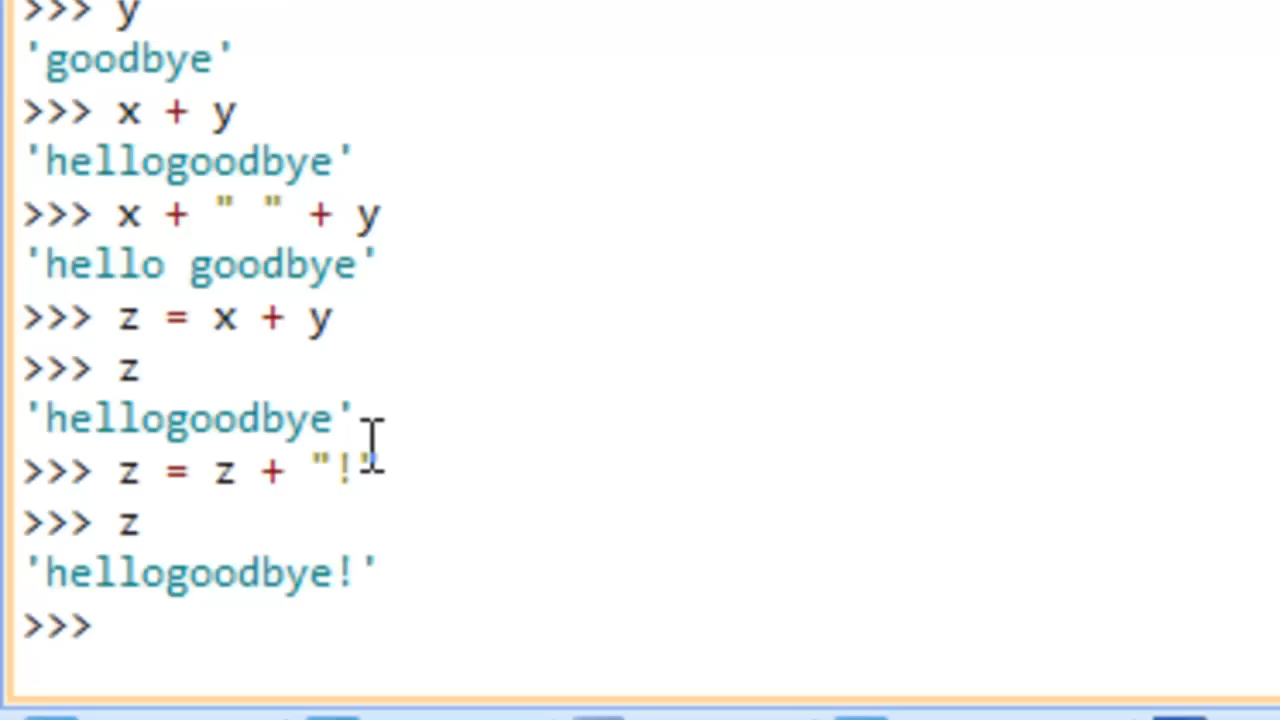 >>> y
'goodbye'
>>> x + y
'hellogoodbye'
>>> x + " " + y
'hello goodbye'
>>> z = x + y
>>> z
'hellogoodbye'
>>> z = z + "!"
>>> z
'hellogoodbye!'
>>>